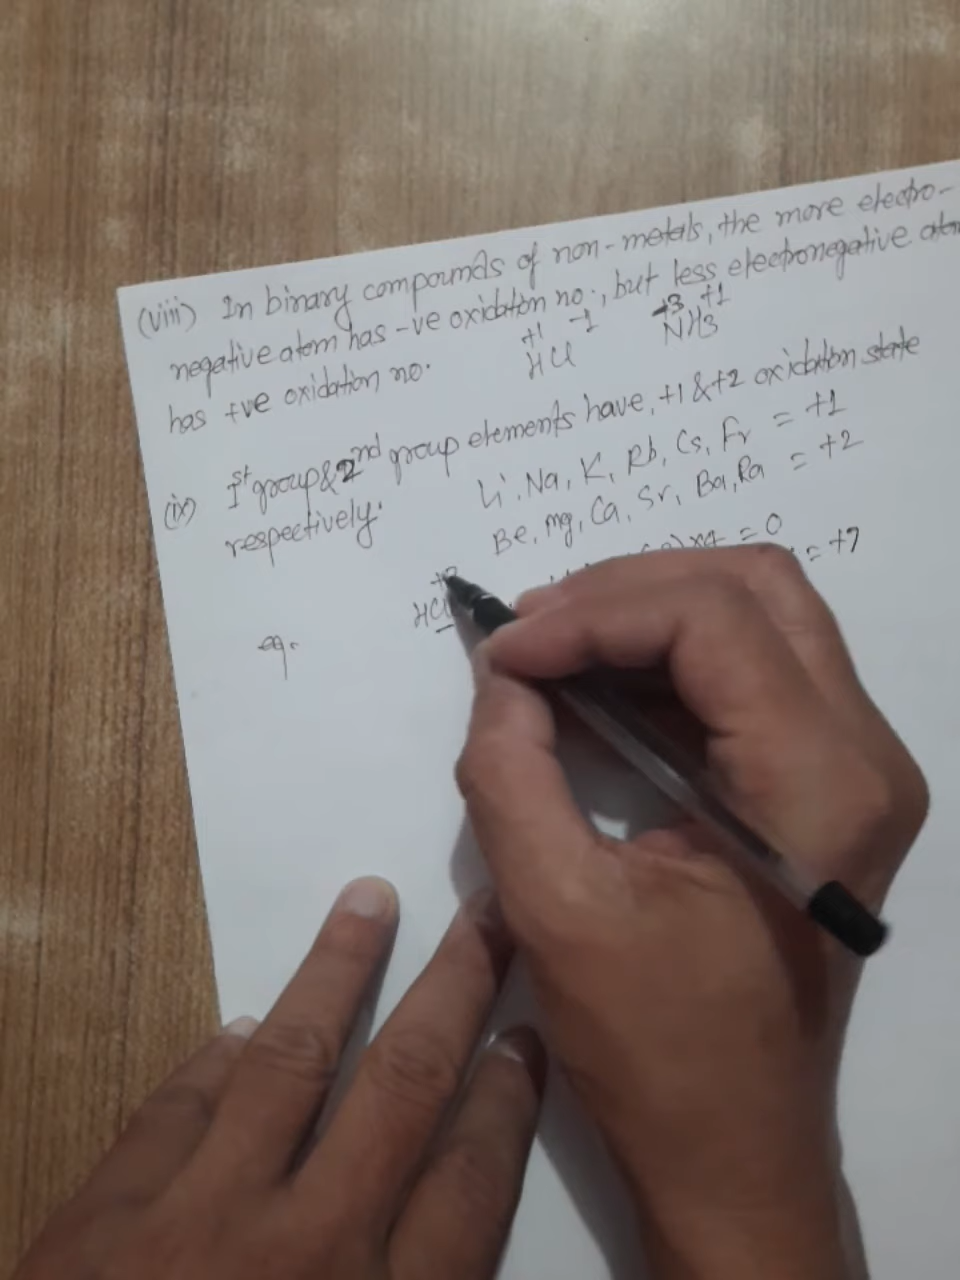 (viii) In binary compounds of non-metals, the more electro-
negative atom has -ve oxidation no., but less electronegative atom
has +ve oxidation no. +1 -1 -3 +1
HCl NH3
(ix) Ist group & 2nd group elements have, +1 & +2 oxidation state
respectively. Li, Na, K, Rb, Cs, Fr = +1
Be, Mg, Ca, Sr, Ba, Ra = +2
x4 = 0
eg. HCl = +7